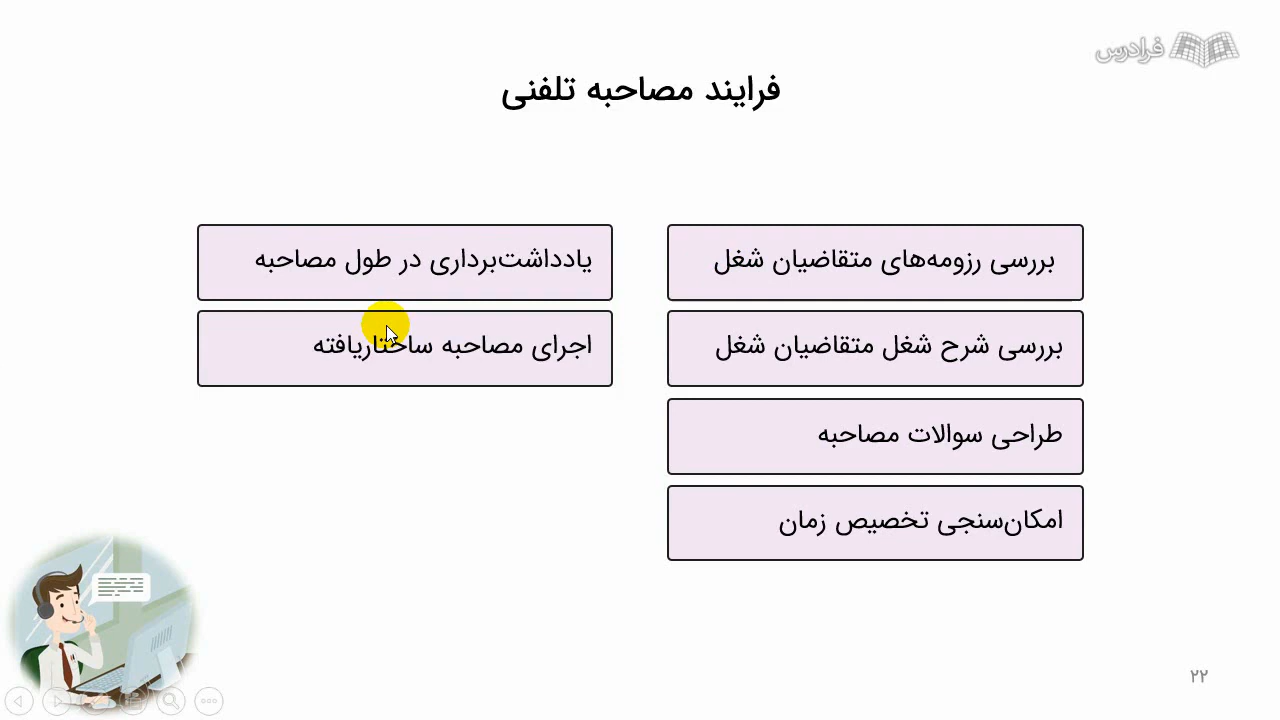 فرادرس
فرایند مصاحبه تلفنی
بررسی رزومه‌های متقاضیان شغل
بررسی شرح شغل متقاضیان شغل
طراحی سوالات مصاحبه
امکان‌سنجی تخصیص زمان
یادداشت‌برداری در طول مصاحبه
اجرای مصاحبه ساختاریافته
۲۲